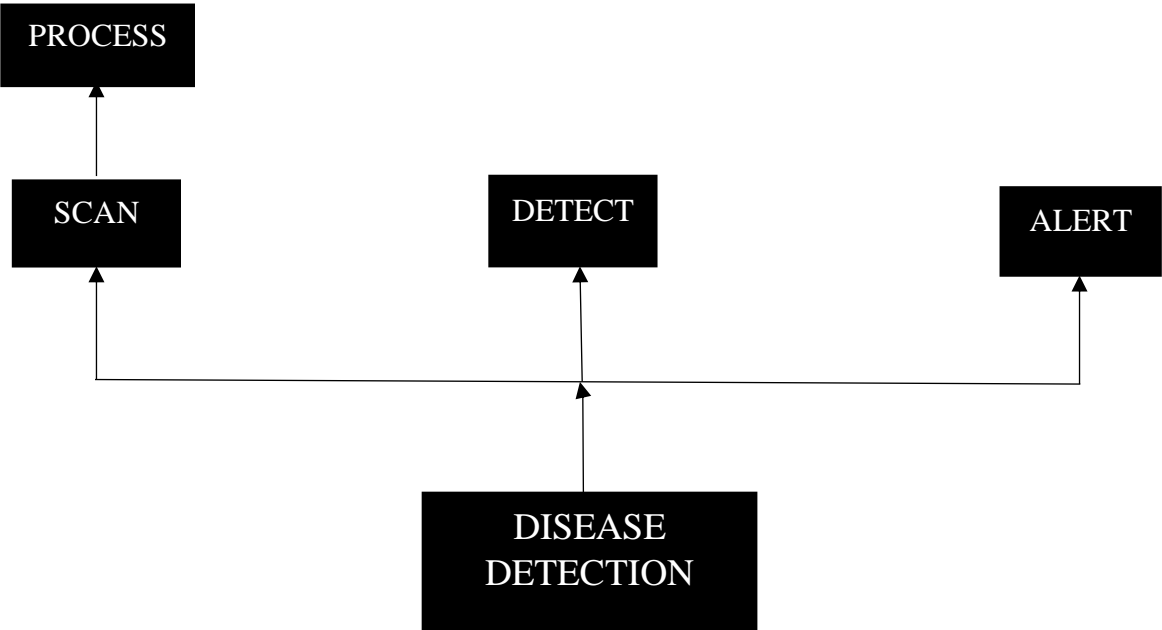 PROCESS
SCAN
DETECT
ALERT
DISEASE
DETECTION